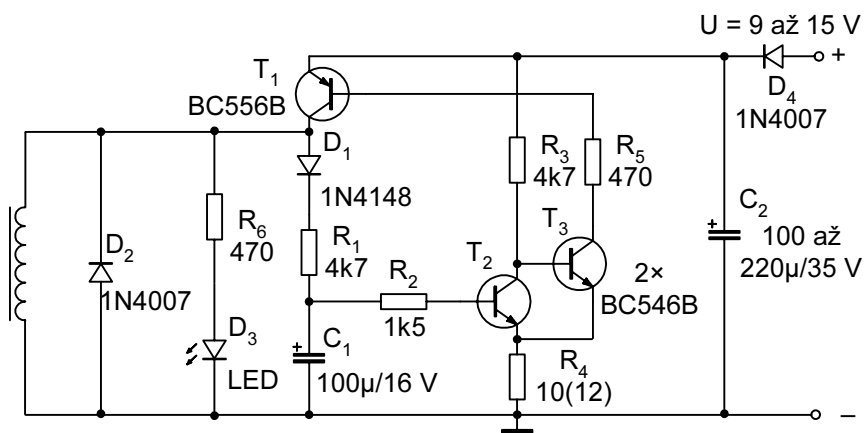 U = 9 až 15 V
+
T1
BC556B
D4
1N4007
D1
1N4148
R3
4k7
R5
470
D2
1N4007
R6
470
R1
4k7
R2
1k5
T2
T3
2×
BC546B
C2
+
100 až
220µ/35 V
D3
LED
+
C1
100µ/16 V
R4
10(12)
–